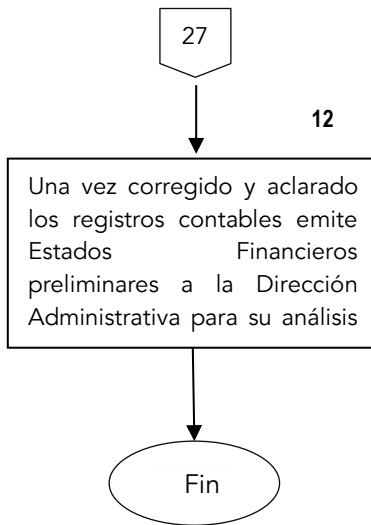 27
12
Una vez corregido y aclarado
los registros contables emite
Estados Financieros
preliminares a la Dirección
Administrativa para su análisis
Fin